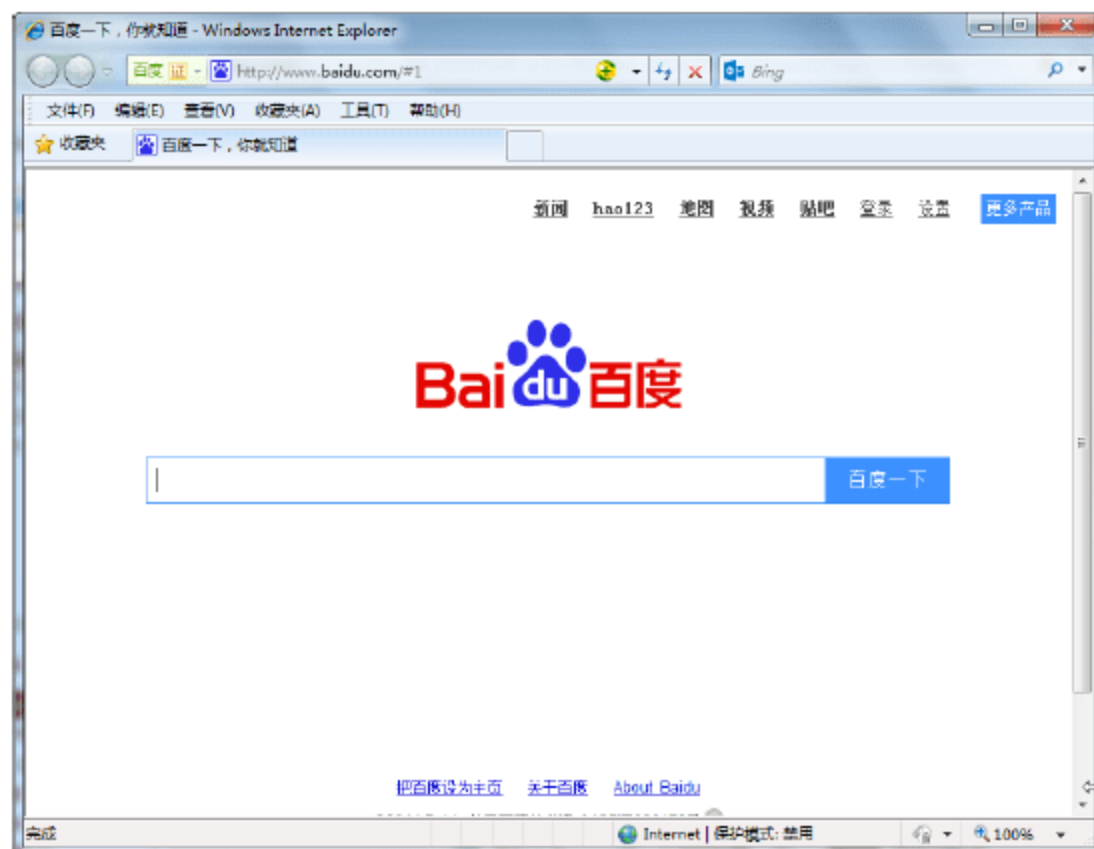 百度一下，你就知道 - Windows Internet Explorer
百度 证 http://www.baidu.com/#1 Bing
文件(F) 编辑(E) 查看(V) 收藏夹(A) 工具(T) 帮助(H)
收藏夹 百度一下，你就知道
新闻 hao123 地图 视频 贴吧 登录 设置 更多产品
Bai du 百度
百度一下
把百度设为主页 关于百度 About Baidu
完成 Internet | 保护模式: 禁用 100%